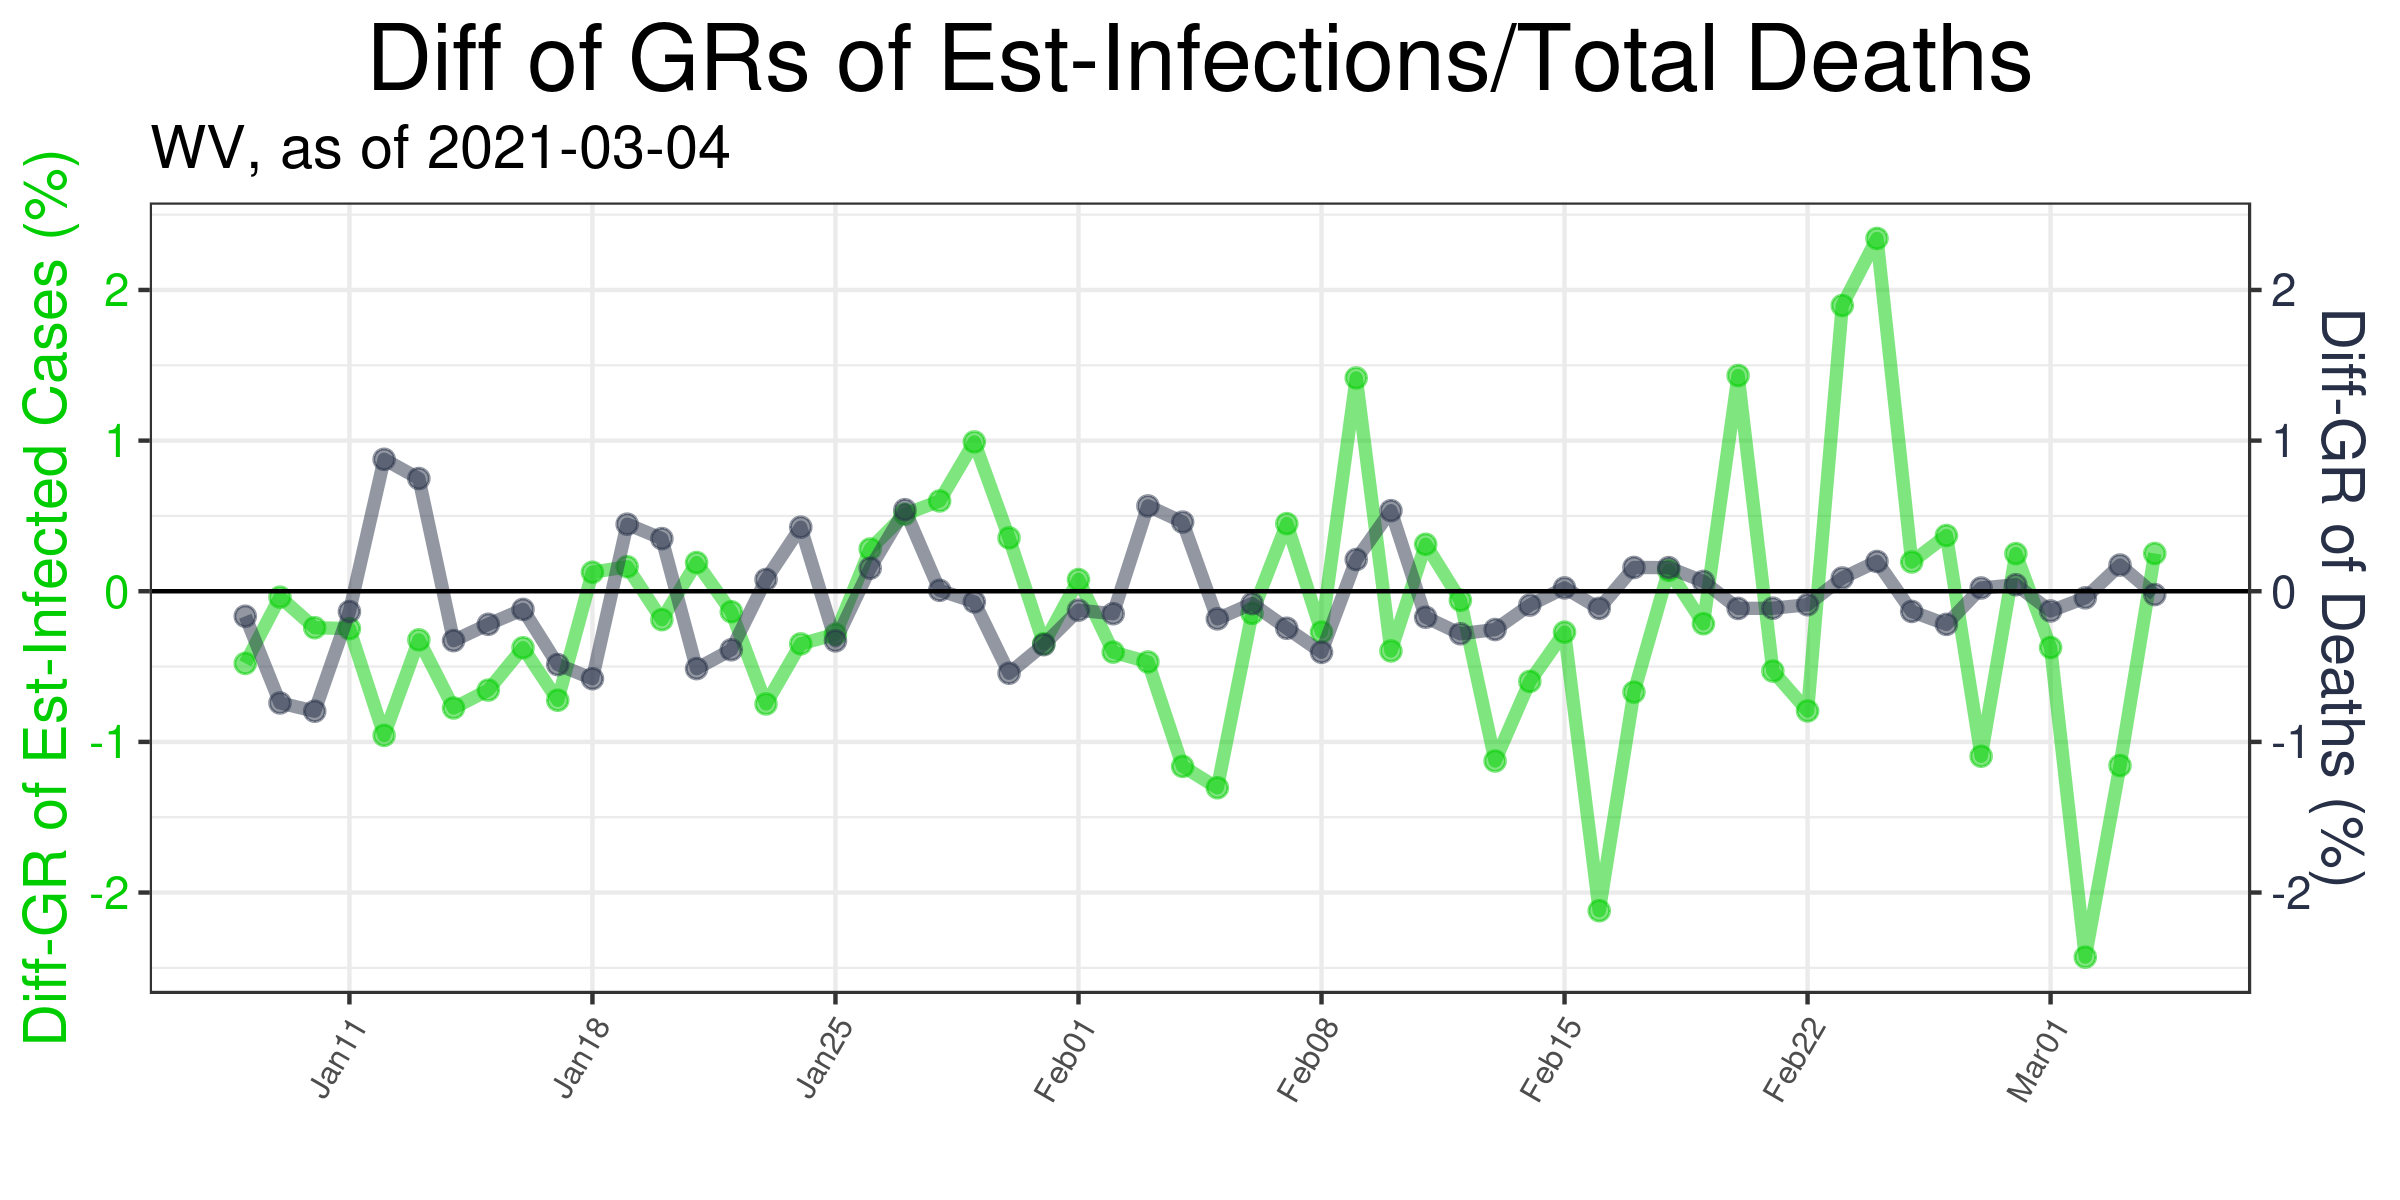 Diff of GRs of Est-Infections/Total Deaths
WV, as of 2021-03-04
Diff-GR of Est-Infected Cases (%)
2
1
0
-1
-2
2
1
0
-1
-2
Diff-GR of Deaths (%)
Jan11
Jan18
Jan25
Feb01
Feb08
Feb15
Feb22
Mar01